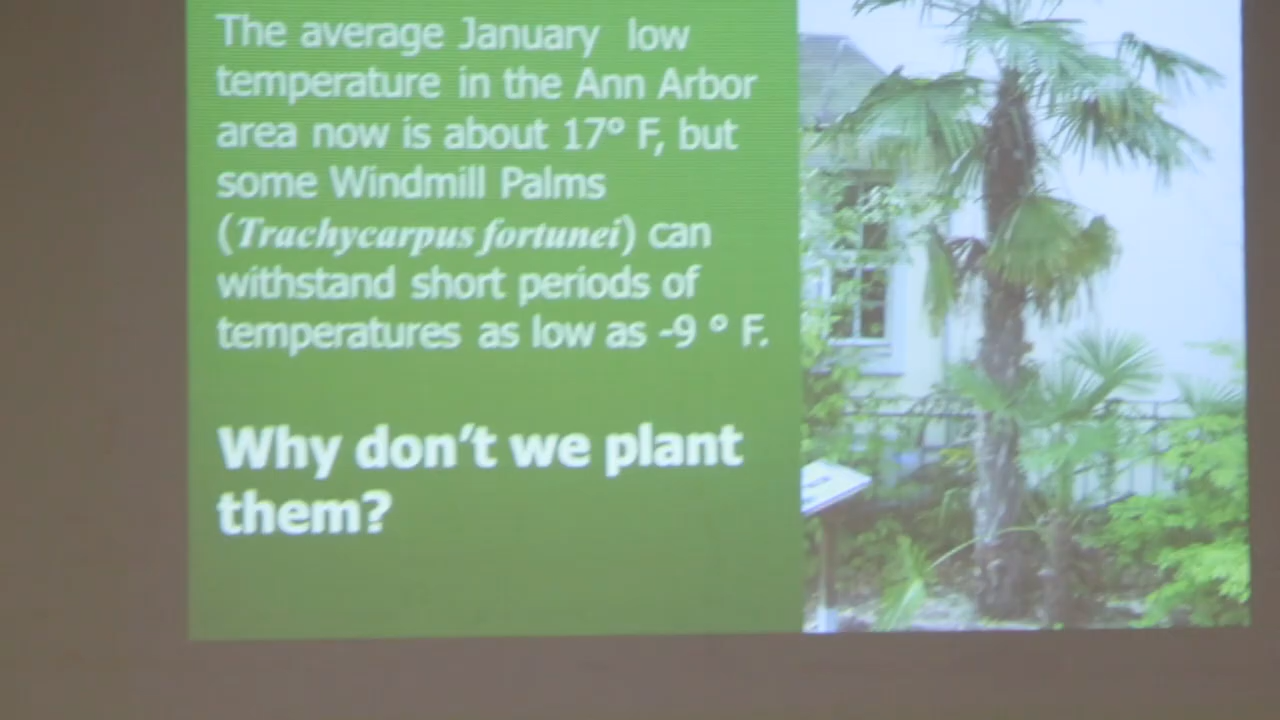 The average January low
temperature in the Ann Arbor
area now is about 17° F, but
some Windmill Palms
(Trachycarpus fortunei) can
withstand short periods of
temperatures as low as -9 ° F.
Why don't we plant
them?